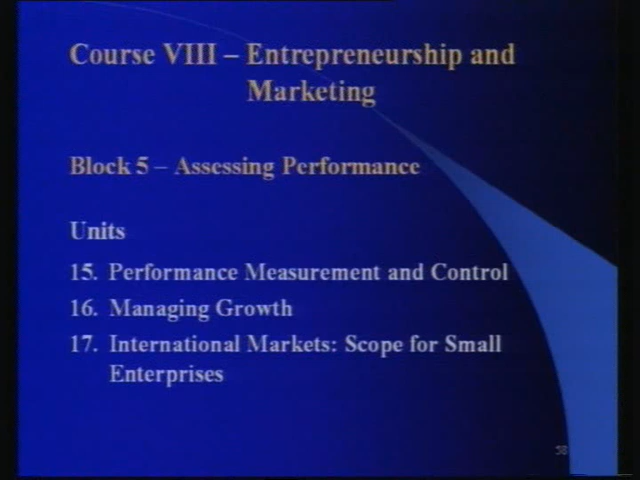 Course VIII – Entrepreneurship and
Marketing
Block 5 – Assessing Performance
Units
15. Performance Measurement and Control
16. Managing Growth
17. International Markets: Scope for Small
Enterprises